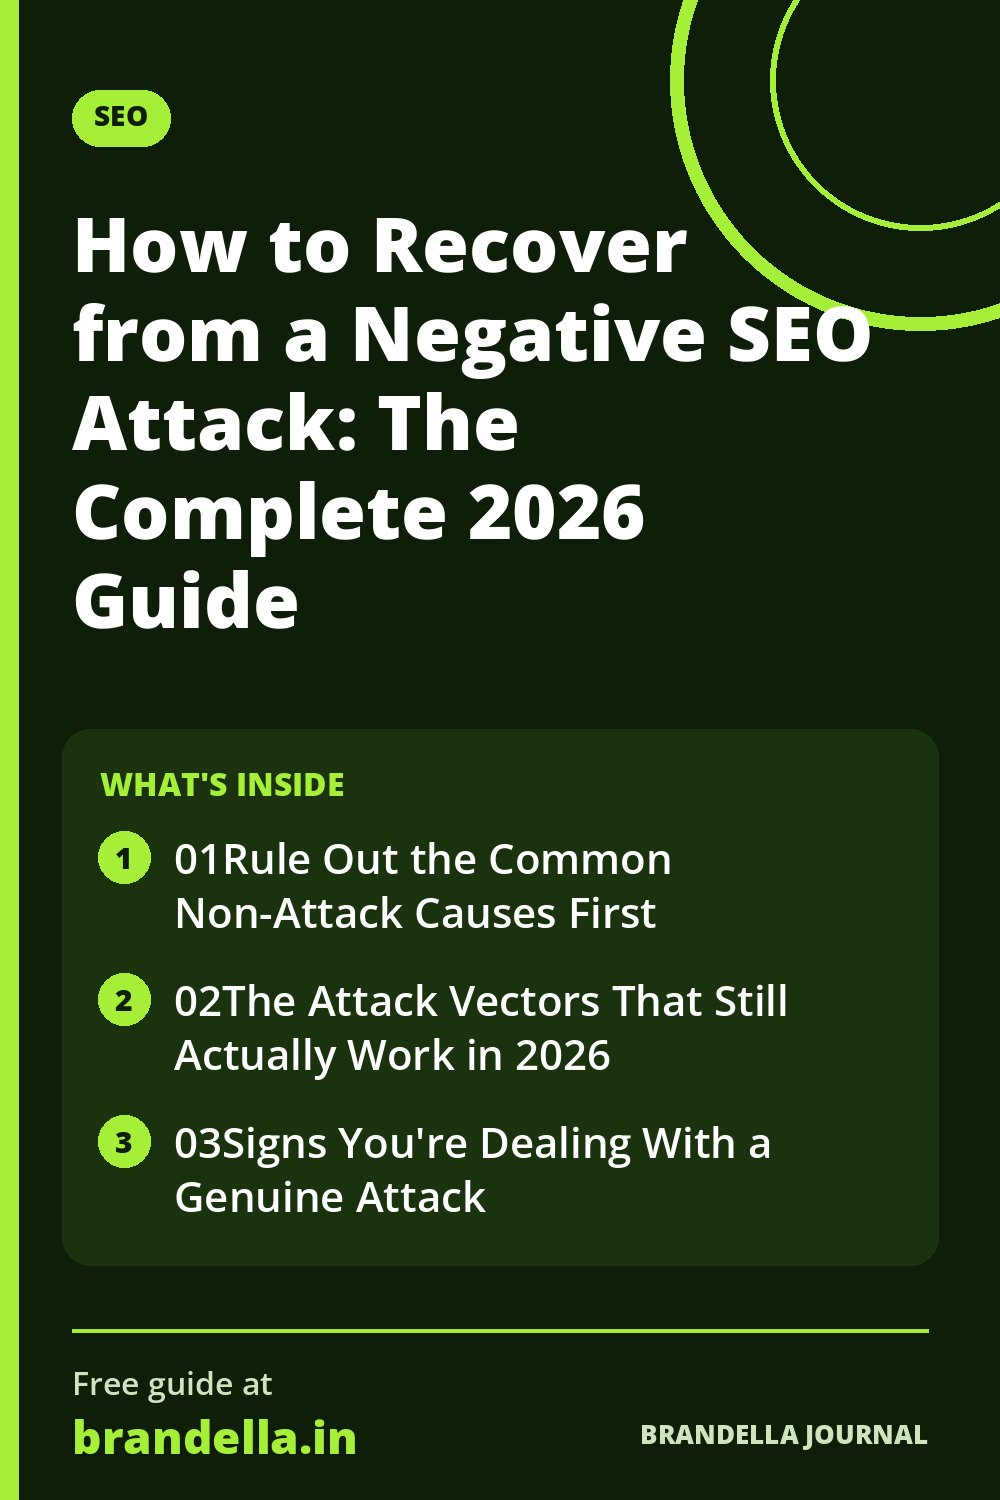 SEO
How to Recover
from a Negative SEO
Attack: The
Complete 2026
Guide
WHAT'S INSIDE
1 01Rule Out the Common
Non-Attack Causes First
2 02The Attack Vectors That Still
Actually Work in 2026
3 03Signs You're Dealing With a
Genuine Attack
Free guide at
brandella.in
BRANDELLA JOURNAL